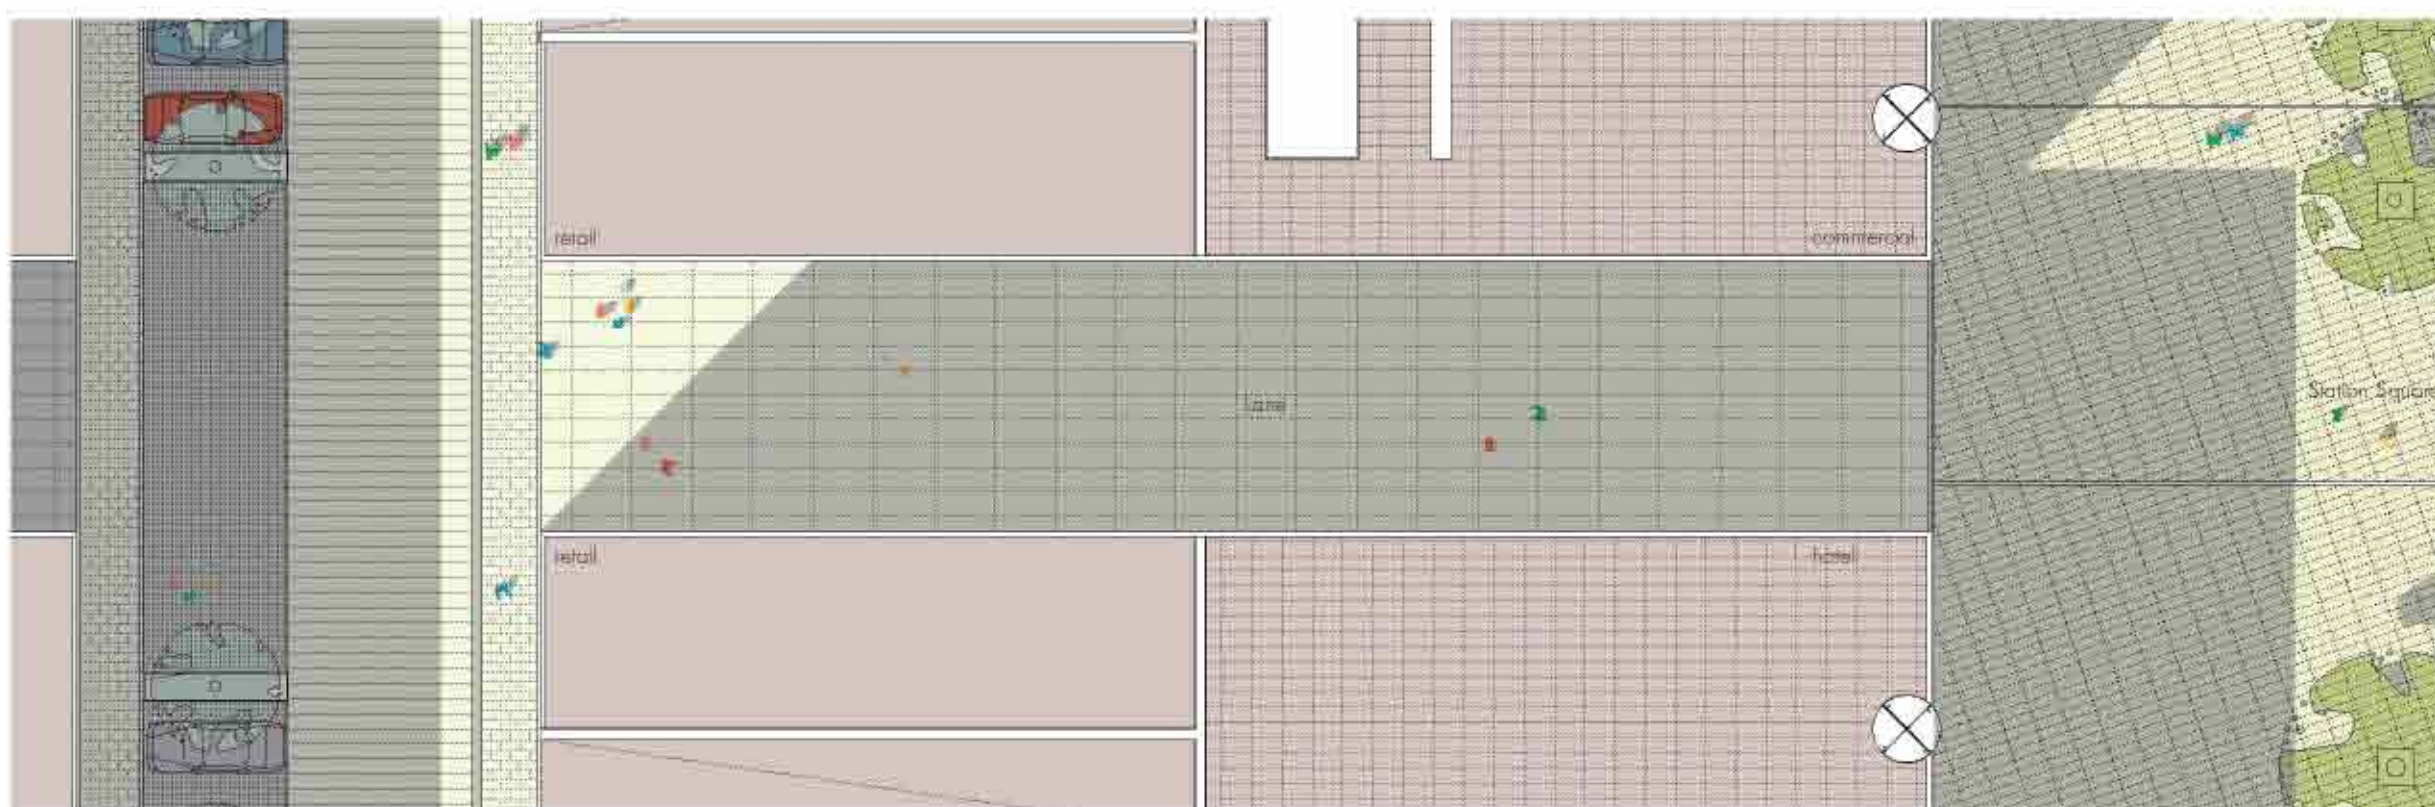 retail
commercial
Lane
Station Square
retail
hotel